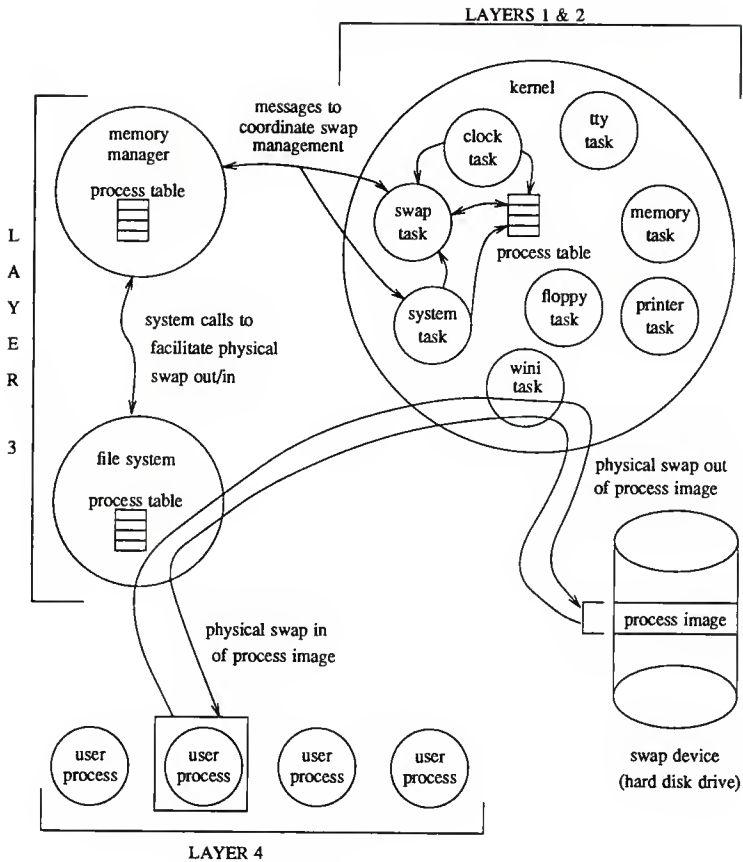 LAYERS 1 & 2
kernel
messages to
coordinate swap
management
memory
manager
process table
clock
task
tty
task
swap
task
process table
memory
task
system
task
floppy
task
printer
task
wini
task
L
A
Y
E
R
3
system calls to
facilitate physical
swap out/in
file system
process table
physical swap out
of process image
process image
physical swap in
of process image
user
process
user
process
user
process
user
process
swap device
(hard disk drive)
LAYER 4